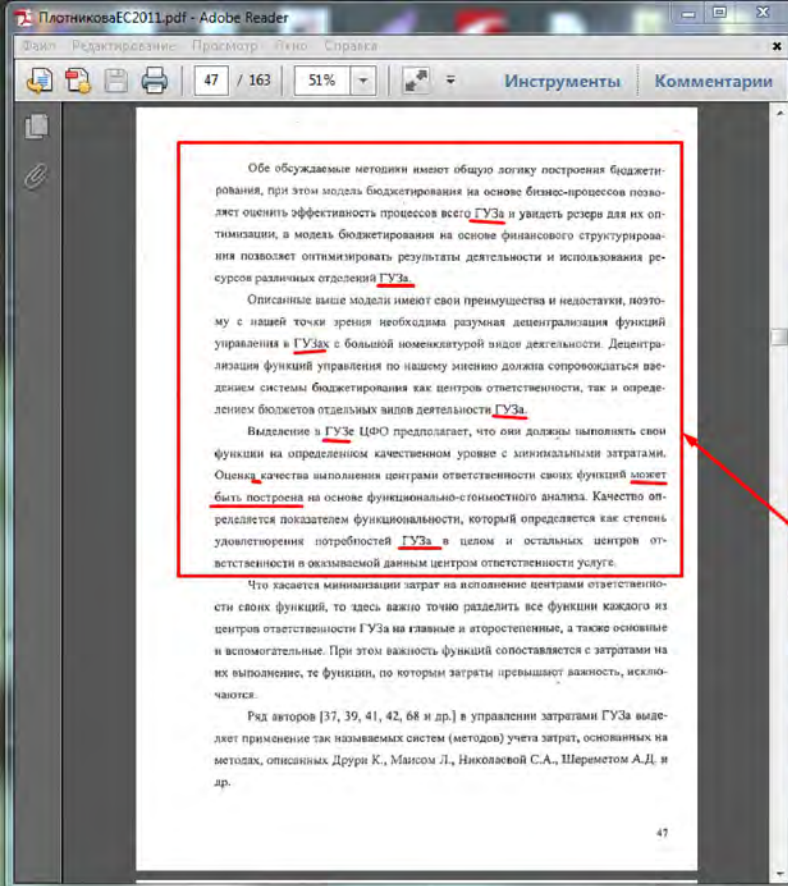 ПлотниковаЕС2011.pdf - Adobe Reader
Файл Редактирование Просмотр Окно Справка
47 / 163 51% Инструменты Комментарии
Обе обсуждаемые методики имеют общую логику построения бюджети-
рования, при этом модель бюджетирования на основе бизнес-процессов позво-
ляет оценить эффективность процессов всего ГУЗа и увидеть резерв для их оп-
тимизации, а модель бюджетирования на основе финансового структурирова-
ния позволяет оптимизировать результаты деятельности и использования ре-
сурсов различных отделений ГУЗа.
Описанные выше модели имеют свои преимущества и недостатки, поэто-
му с нашей точки зрения необходима разумная децентрализация функций
управления в ГУЗах с большой номенклатурой видов деятельности. Децентра-
лизация функций управления по нашему мнению должна сопровождаться вве-
дением системы бюджетирования как центров ответственности, так и опреде-
лением бюджетов отдельных видов деятельности ГУЗа.
Выделение в ГУЗе ЦФО предполагает, что они должны выполнять свои
функции на определенном качественном уровне с минимальными затратами.
Оценка качества выполнения центрами ответственности своих функций может
быть построена на основе функционально-стоимостного анализа. Качество оп-
ределяется показателем функциональности, который определяется как степень
удовлетворения потребностей ГУЗа в целом и остальных центров от-
ветственности в оказываемой данным центром ответственности услуге.
Что касается минимизации затрат на исполнение центрами ответственно-
сти своих функций, то здесь важно точно разделить все функции каждого из
центров ответственности ГУЗа на главные и второстепенные, а также основные
и вспомогательные. При этом важность функций сопоставляется с затратами на
их выполнение, те функции, по которым затраты превышают важность, исклю-
чаются.
Ряд авторов [37, 39, 41, 42, 68 и др.] в управлении затратами ГУЗа выде-
ляет применение так называемых систем (методов) учета затрат, основанных на
методах, описанных Друри К., Маисом Л., Николаевой С.А., Шереметом А.Д. и
др.
47